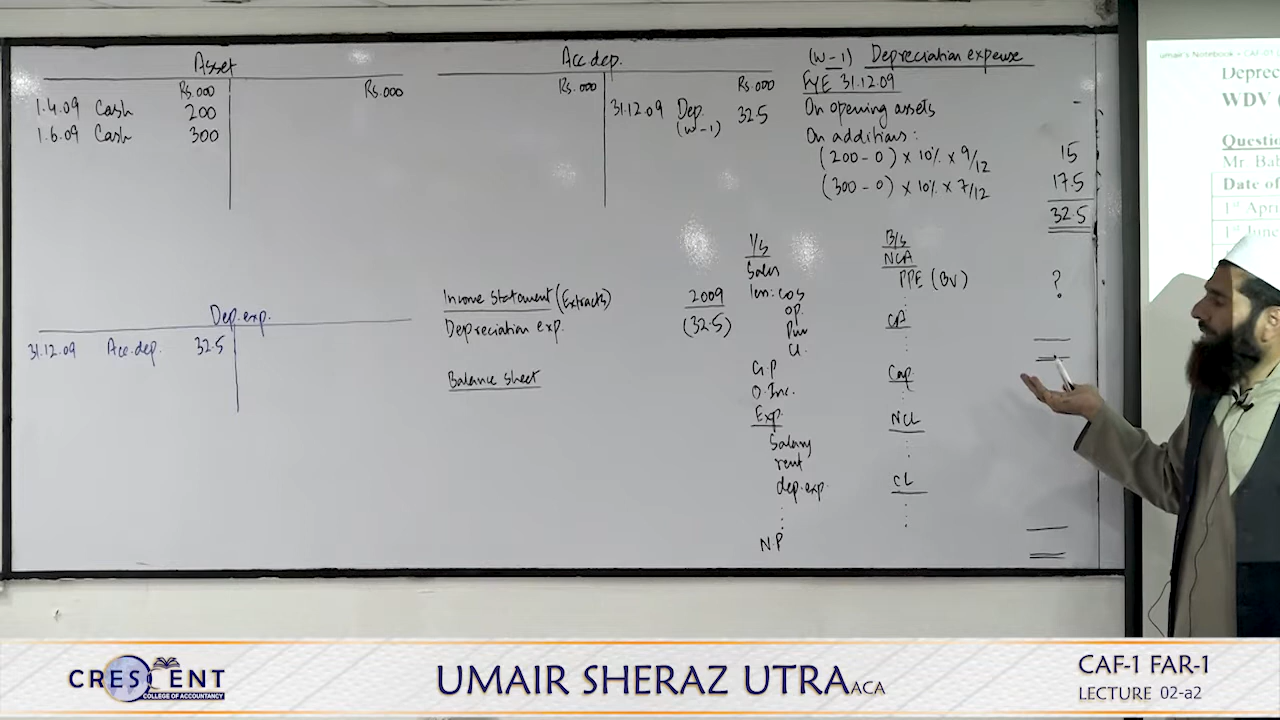 Asset
Rs.000
Rs.000
1.4.09 Cash 200
1.6.09 Cash 300
Acc.dep.
Rs.000
Rs.000
31.12.09 Dep. 32.5
(W-1)
(W-1) Depreciation expense
FYE 31.12.09
On opening assets -
On additions:
(200-0) x 10% x 9/12 15
(300-0) x 10% x 7/12 17.5
32.5
Dep.exp.
31.12.09 Acc.dep. 32.5
Income Statement (Extracts) 2009
Depreciation exp. (32.5)
Balance Sheet
I/S
Sales
less: cos
op.
Pur
cl.
G.P
O.Inc.
Exp.
Salary
rent
dep.exp.
N.P
B/S
NCA
PPE (BV) ?
CA
Cap.
NCL
CL
umair's Notebook
Deprec
WDV (
Questio
Mr. Bab
Date of
1st Apri
1st June
CRESCENT
COLLEGE OF ACCOUNTANCY
UMAIR SHERAZ UTRA ACA
CAF-1 FAR-1
LECTURE 02-a2